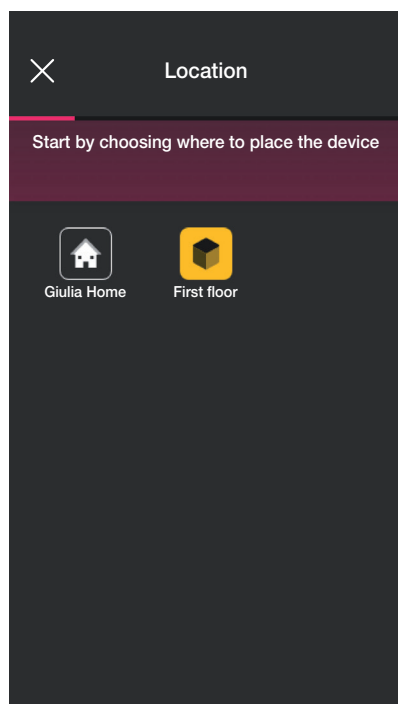 Location
Start by choosing where to place the device
Giulia Home
First floor